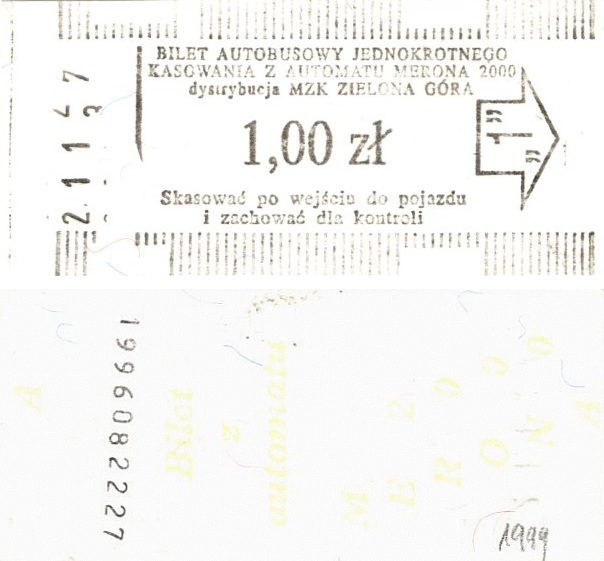 BILET AUTOBUSOWY JEDNOKROTNEGO
KASOWANIA Z AUTOMATU MERONA 2000
dystrybucja MZK ZIELONA GÓRA
1,00 zł
„1”
Skasować po wejściu do pojazdu
i zachować dla kontroli
1996082227
Bilet
z
automatu
1999